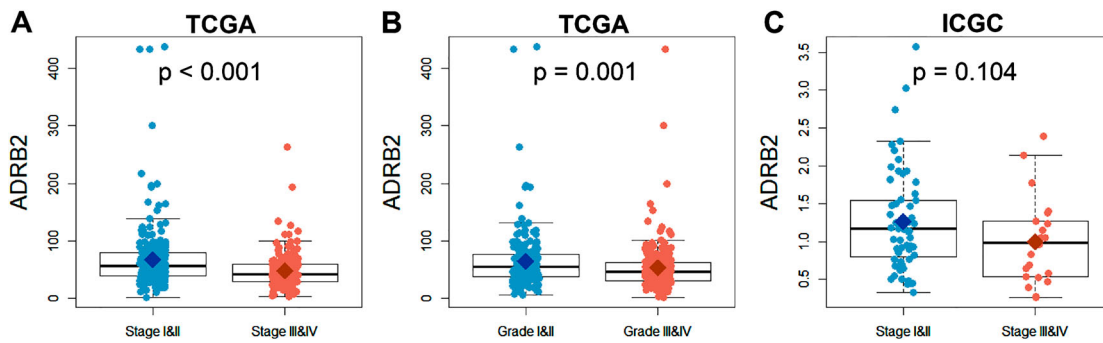 A TCGA
p < 0.001
ADRB2
400
300
200
100
0
Stage I&II Stage III&IV
B TCGA
p = 0.001
ADRB2
400
300
200
100
0
Grade I&II Grade III&IV
C ICGC
p = 0.104
ADRB2
3.5
3.0
2.5
2.0
1.5
1.0
0.5
Stage I&II Stage III&IV